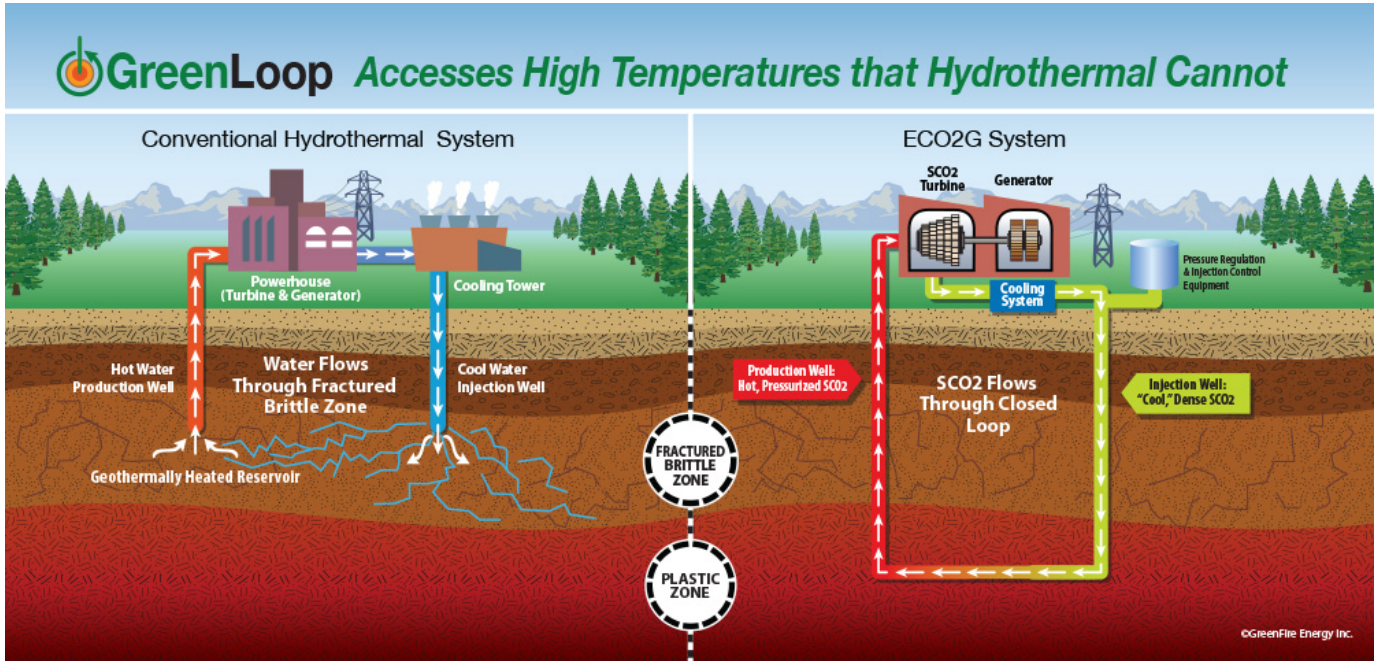 GreenLoop Accesses High Temperatures that Hydrothermal Cannot
Conventional Hydrothermal System
Powerhouse
(Turbine & Generator)
Cooling Tower
Hot Water
Production Well
Water Flows
Through Fractured
Brittle Zone
Cool Water
Injection Well
Geothermally Heated Reservoir
FRACTURED
BRITTLE
ZONE
PLASTIC
ZONE
ECO2G System
SCO2
Turbine
Generator
Cooling
System
Pressure Regulation
& Injection Control
Equipment
Production Well:
Hot, Pressurized SCO2
SCO2 Flows
Through Closed
Loop
Injection Well:
"Cool," Dense SCO2
©GreenFire Energy Inc.